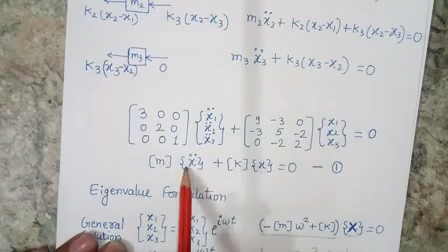 m₂
K₂(x₂-x₁) K₃(x₂-x₃) m₂ẍ₂+K₂(x₂-x₁)+K₃(x₂-x₃)=0
m₃
K₃(x₃-x₂) 0 m₃ẍ₃+K₃(x₃-x₂)=0
[3 0 0; 0 2 0; 0 0 1] {ẍ₁; ẍ₂; ẍ₃} + [9 -3 0; -3 5 -2; 0 -2 2] {x₁; x₂; x₃} = 0
[m] {ẍ} + [K] {x} = 0 — ①
Eigenvalue Formulation
General {x₁; x₂; x₃} e^{iωt} (-[m]ω²+[K]) {X}=0
Solution